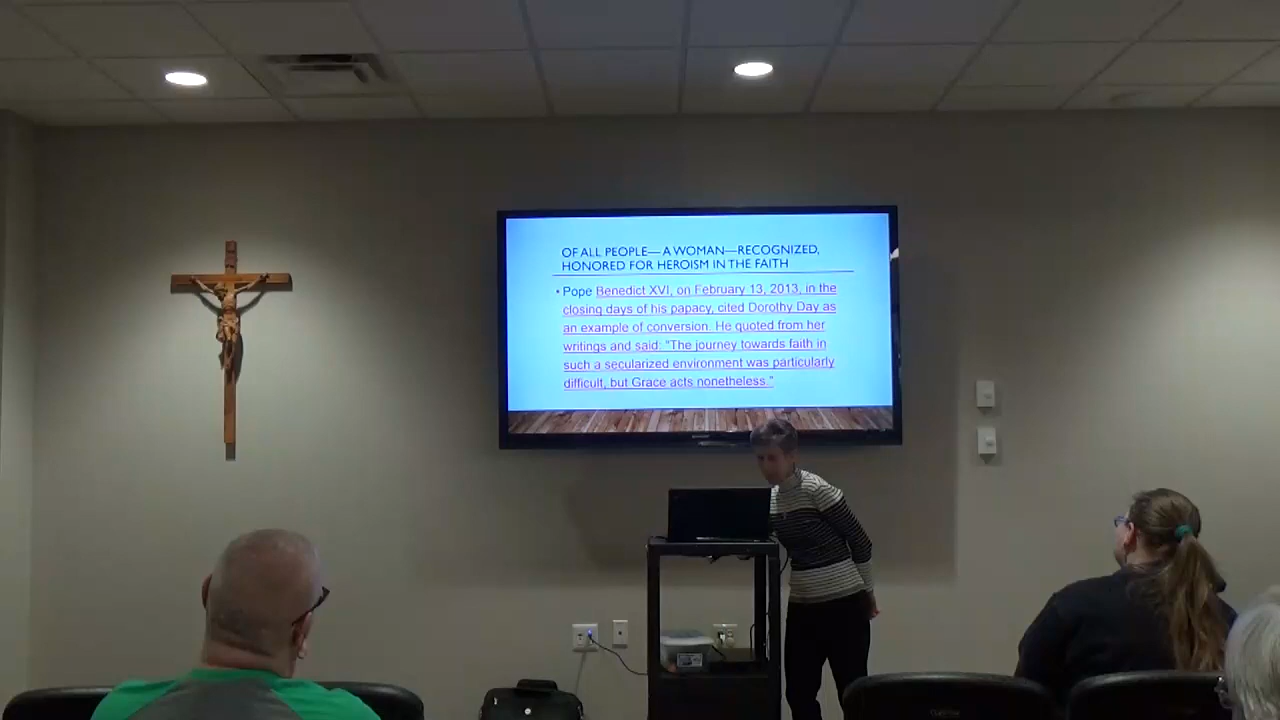 OF ALL PEOPLE—A WOMAN—RECOGNIZED,
HONORED FOR HEROISM IN THE FAITH
• Pope Benedict XVI, on February 13, 2013, in the
closing days of his papacy, cited Dorothy Day as
an example of conversion. He quoted from her
writings and said: "The journey towards faith in
such a secularized environment was particularly
difficult, but Grace acts nonetheless."